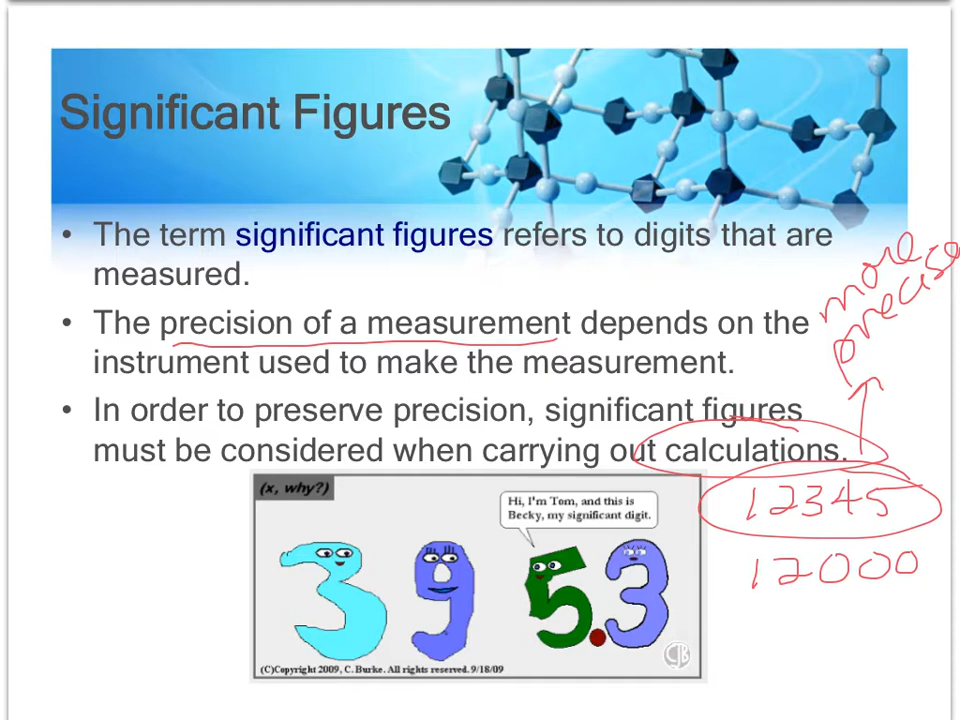 Significant Figures
• The term significant figures refers to digits that are
measured.
• The precision of a measurement depends on the
instrument used to make the measurement.
• In order to preserve precision, significant figures
must be considered when carrying out calculations.
more
precise
12345
12000
(x, why?)
Hi, I'm Tom, and this is
Becky, my significant digit.
3 9 5.3
(C)Copyright 2009, C. Burke. All rights reserved. 9/18/09
CJB